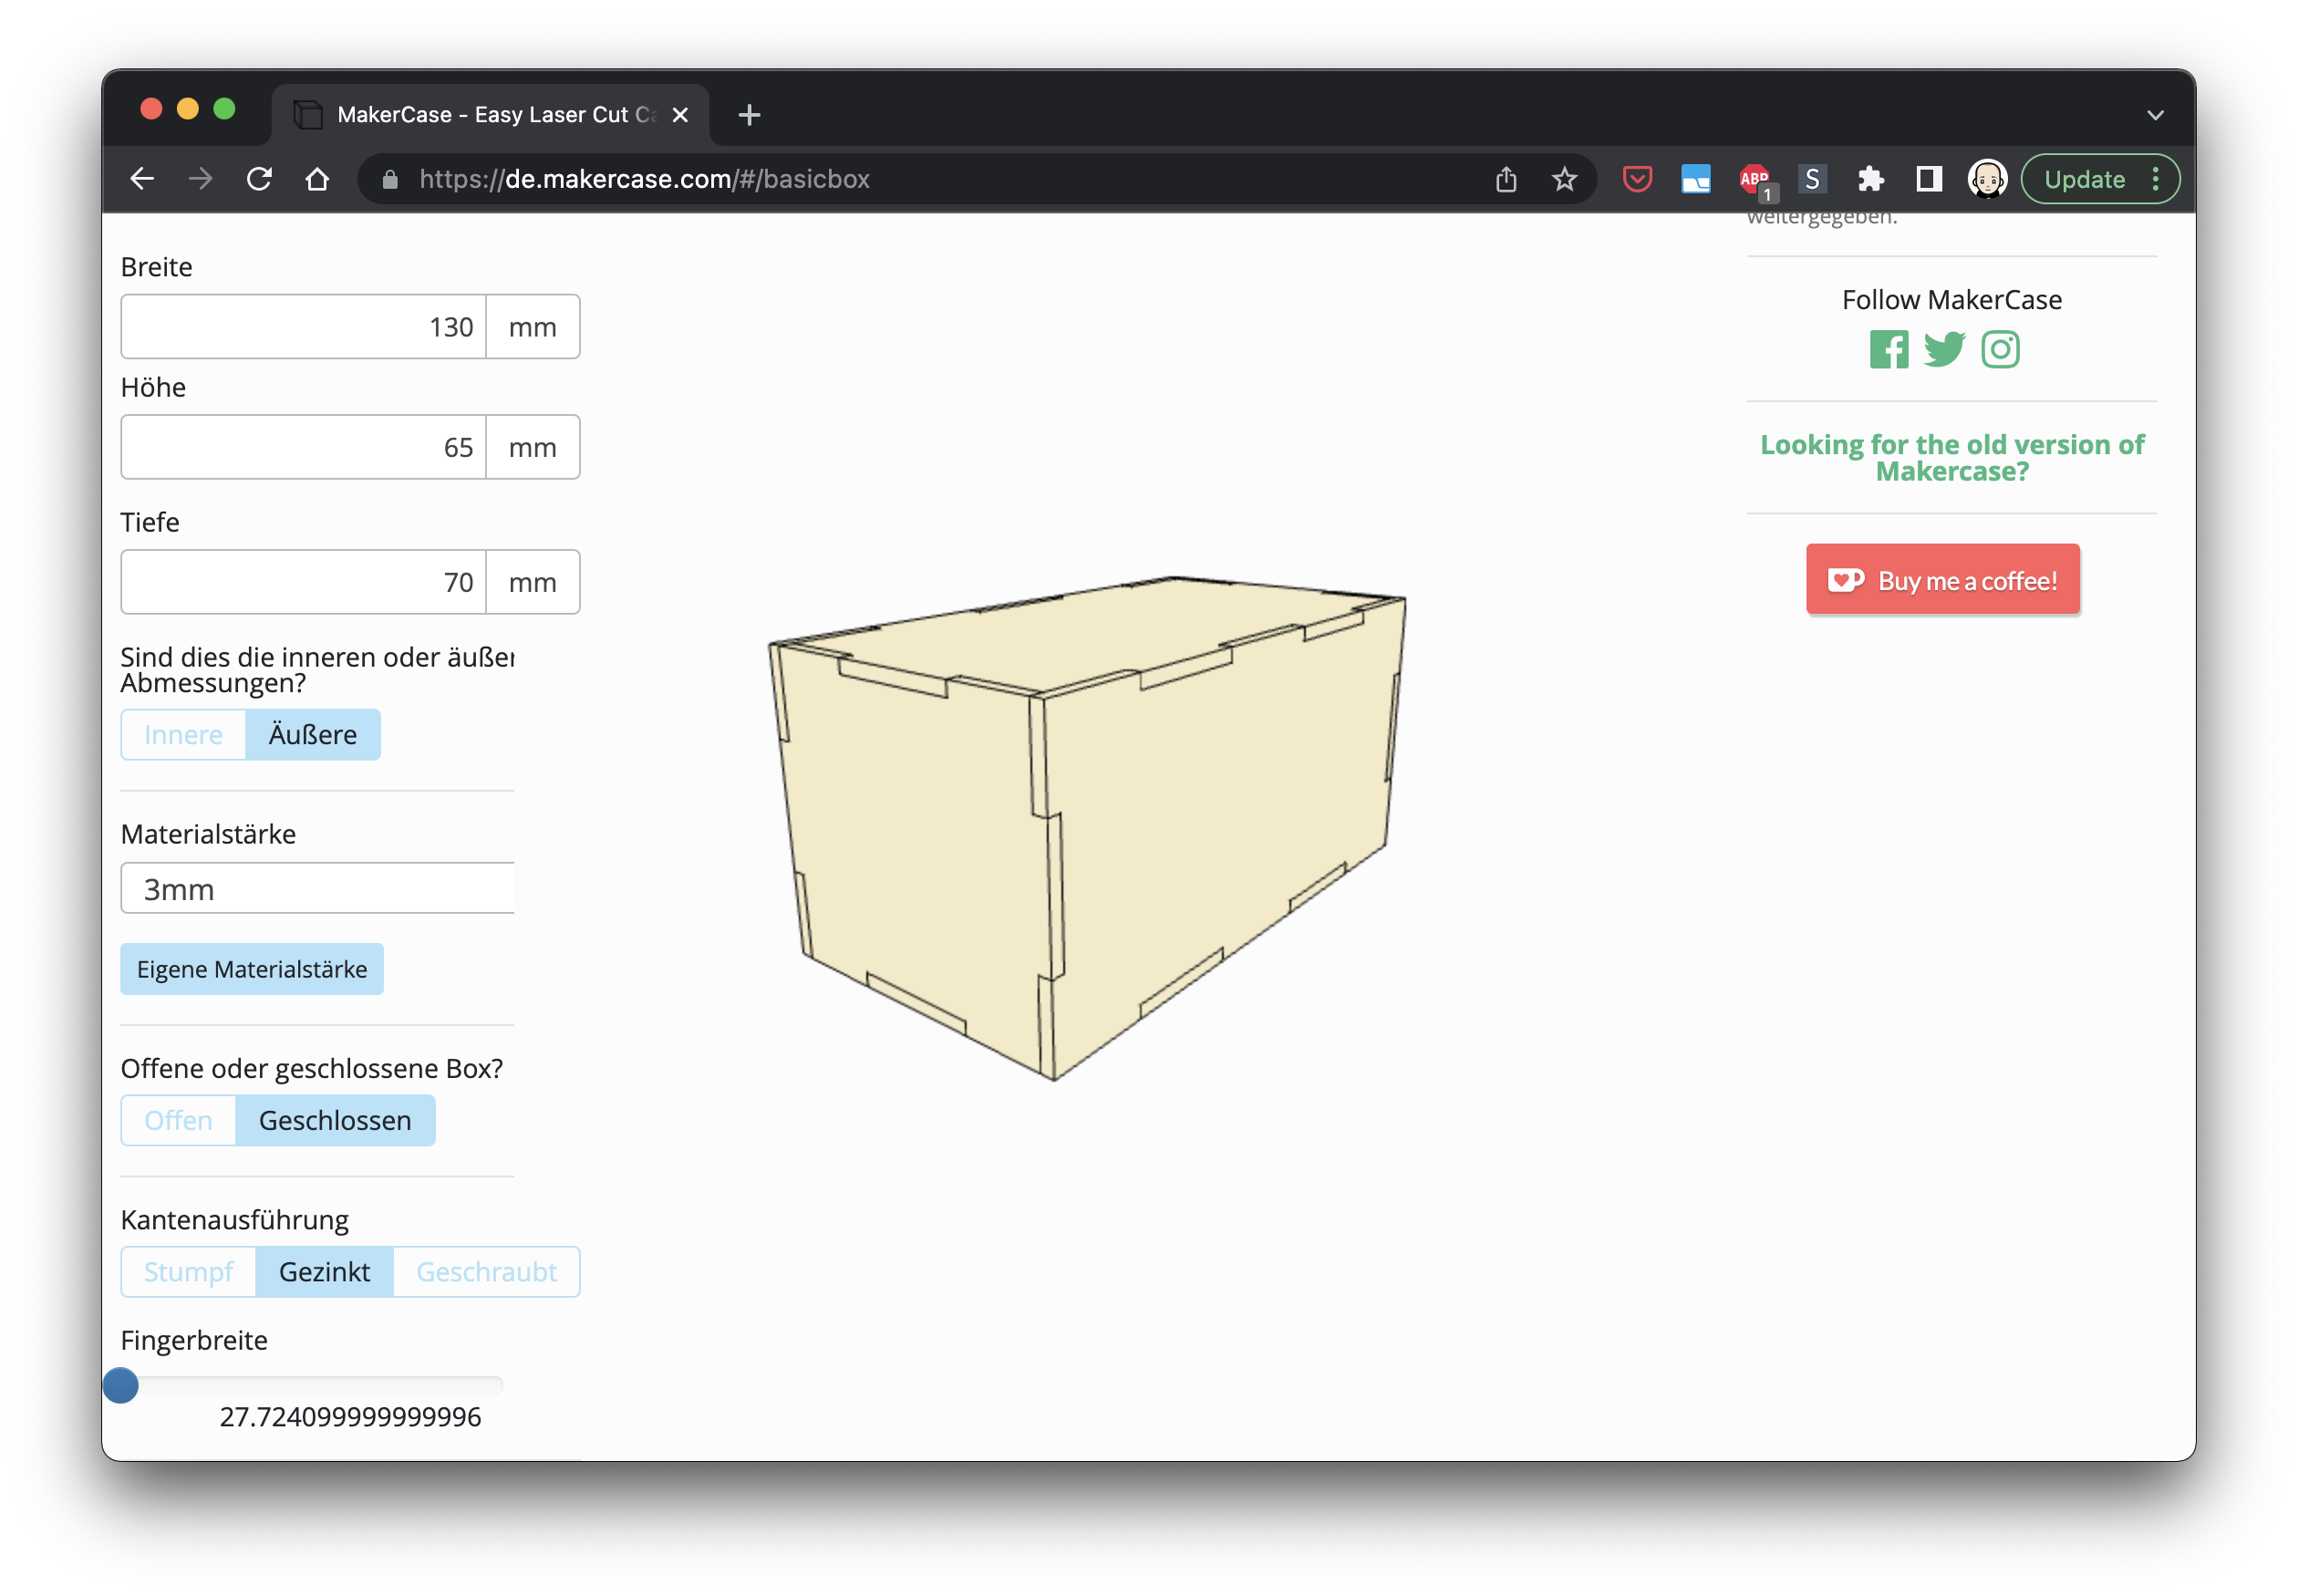 MakerCase - Easy Laser Cut Ca
https://de.makercase.com/#/basicbox
ABP
1
S
Update
weitergegeben.
Breite
130 mm
Höhe
65 mm
Tiefe
70 mm
Sind dies die inneren oder äußer
Abmessungen?
Innere Äußere
Materialstärke
3mm
Eigene Materialstärke
Offene oder geschlossene Box?
Offen Geschlossen
Kantenausführung
Stumpf Gezinkt Geschraubt
Fingerbreite
27.724099999999996
Follow MakerCase
Looking for the old version of
Makercase?
Buy me a coffee!